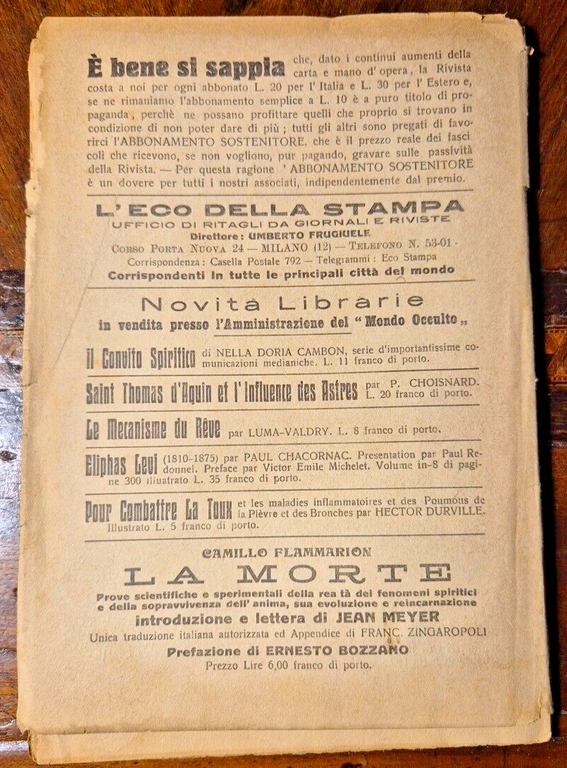 È bene si sappia che, dato i continui aumenti della
carta e mano d'opera, la Rivista
costa a noi per ogni abbonato L. 20 per l'Italia e L. 30 per l'Estero e,
se ne rimaniamo l'abbonamento semplice a L. 10 è a puro titolo di pro-
paganda, perchè ne possano profittare quelli che proprio si trovano in
condizione di non poter dare di più; tutti gli altri sono pregati di favo-
rirci l'ABBONAMENTO SOSTENITORE, che è il prezzo reale dei fasci
coli che ricevono, se non vogliono, pur pagando, gravare sulle passività
della Rivista. — Per questa ragione 'ABBONAMENTO SOSTENITORE
è un dovere per tutti i nostri associati, indipendentemente dal premio.
L'ECO DELLA STAMPA
UFFICIO DI RITAGLI DA GIORNALI E RIVISTE
Direttore: UMBERTO FRUGIUELE
CORSO PORTA NUOVA 24 — MILANO (12) — TELEFONO N. 53-01
Corrispondenza: Casella Postale 792 — Telegrammi: Eco Stampa
Corrispondenti In tutte le principali città del mondo
Novità Librarie
in vendita presso l'Amministrazione del "Mondo Occulto„
Il Convito Spiritico di NELLA DORIA CAMBON, serie d'importantissime co-
municazioni medianiche. L. 11 franco di porto.
Saint Thomas d'Aquin et l'Influence des Astres par P. CHOISNARD.
L. 20 franco di porto.
Le Mecanisme du Rêve par LUMA-VALDRY. L. 8 franco di porto.
Eliphas Levi (1810-1875) par PAUL CHACORNAC. Presentation par Paul Re-
donnel. Preface par Victor Emile Michelet. Volume in-8 di pagi-
ne 300 illuatrato L. 35 franco di porto.
Pour Combattre La Toux et les maladies inflammatoires et des Poumons de
la Plèvre et des Bronches par HECTOR DURVILLE.
Illustrato L. 5 franco di porto.
CAMILLO FLAMMARION
LA MORTE
Prove scientifiche e sperimentali della rea tà dei fenomeni spiritici
e della sopravvivenza dell'anima, sua evoluzione e reincarnazione
introduzione e lettera di JEAN MEYER
Unica traduzione italiana autorizzata ed Appendice di FRANC. ZINGAROPOLI
Prefazione di ERNESTO BOZZANO
Prezzo Lire 6,00 franco di porto.